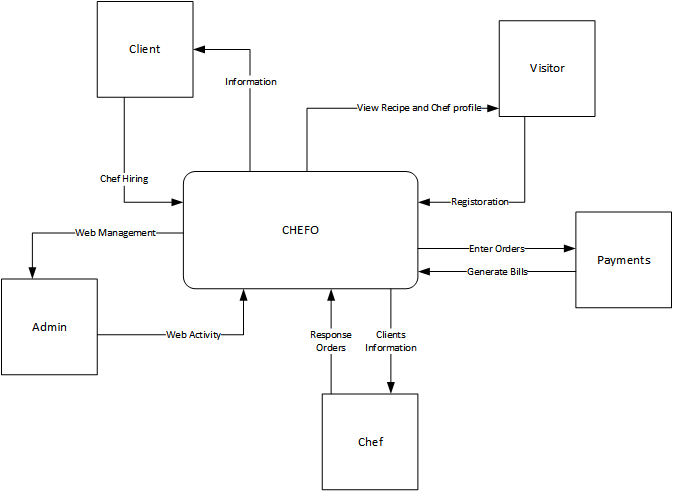 Client
Visitor
Information
View Recipe and Chef profile
Chef Hiring
Registoration
CHEFO
Web Management
Enter Orders
Payments
Generate Bills
Admin
Web Activity
Response
Orders
Clients
Information
Chef